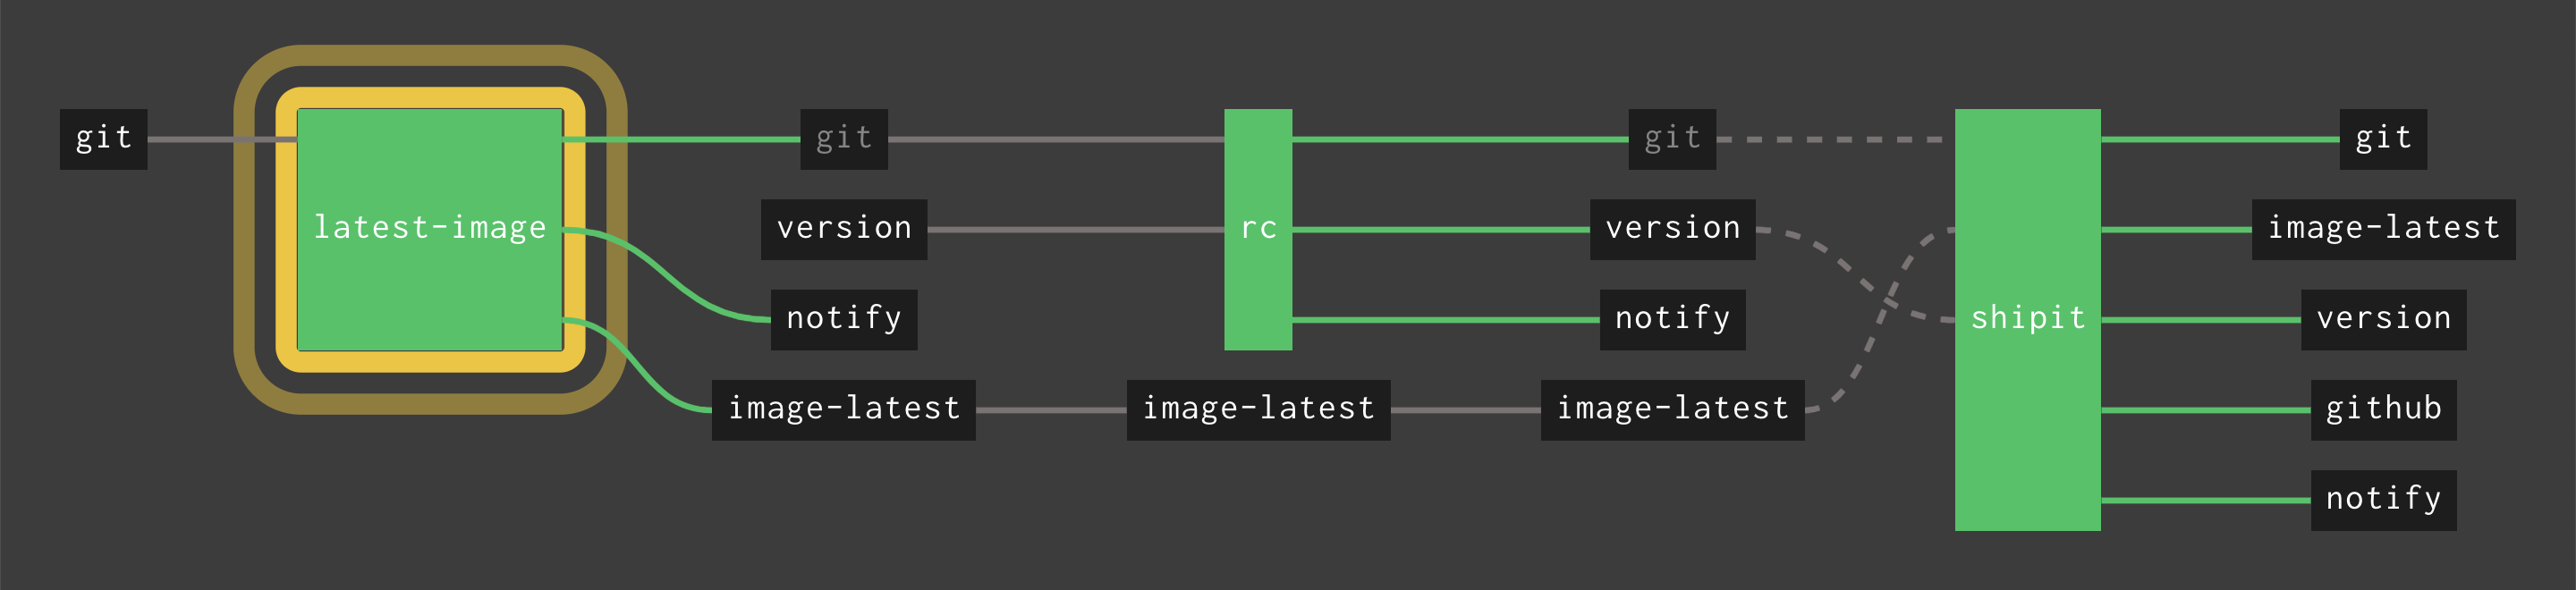 git
latest-image
git
version
notify
image-latest
rc
image-latest
git
version
notify
image-latest
shipit
git
image-latest
version
github
notify